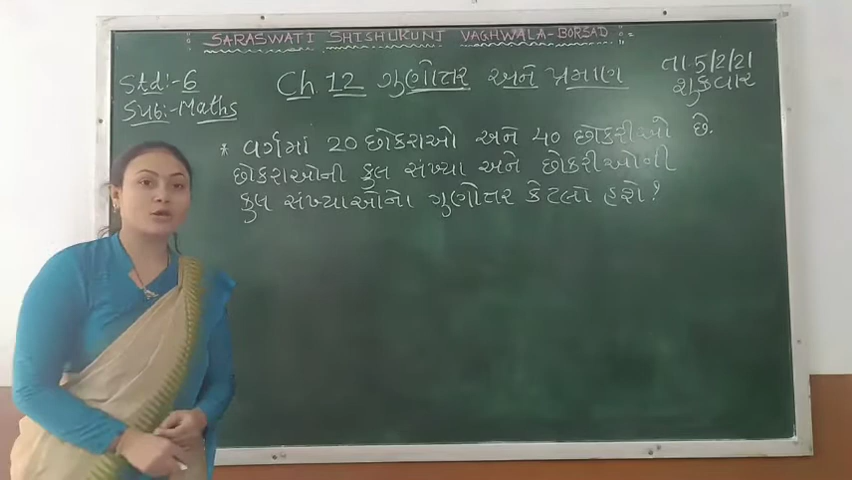 SARASWATI SHISHUKUNJ VAGHWALA-BORSAD
Std:-6
Sub:-Maths
Ch 12 ગુણોત્તર અને પ્રમાણ
તા.5/2/21
શુક્રવાર
* વર્ગમાં 20 છોકરાઓ અને 40 છોકરીઓ છે.
છોકરાઓની કુલ સંખ્યા અને છોકરીઓની
કુલ સંખ્યાઓનો ગુણોત્તર કેટલો હશે?